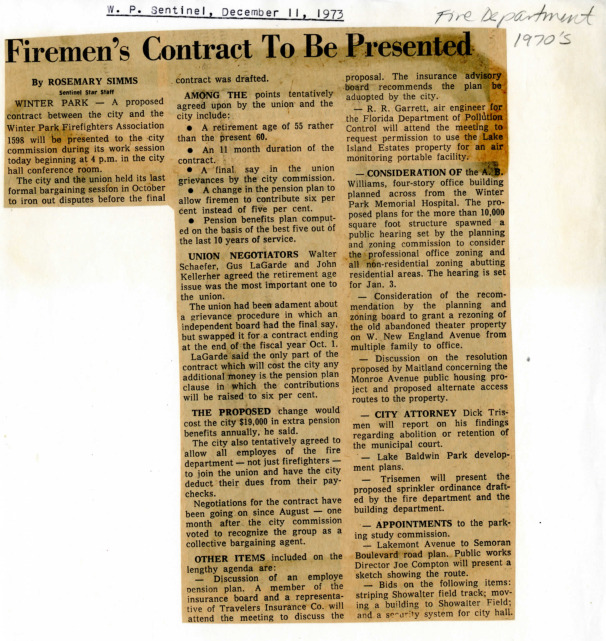 W. P. Sentinel, December 11, 1973
Fire Department
1970's
Firemen's Contract To Be Presented
By ROSEMARY SIMMS
Sentinel Star Staff
WINTER PARK — A proposed
contract between the city and the
Winter Park Firefighters Association
1598 will be presented to the city
commission during its work session
today beginning at 4 p.m. in the city
hall conference room.
The city and the union held its last
formal bargaining session in October
to iron out disputes before the final
contract was drafted.
AMONG THE points tentatively
agreed upon by the union and the
city include:
● A retirement age of 55 rather
than the present 60.
● An 11 month duration of the
contract.
● A final say in the union
grievances by the city commission.
● A change in the pension plan to
allow firemen to contribute six per
cent instead of five per cent.
● Pension benefits plan comput-
ed on the basis of the best five out of
the last 10 years of service.
UNION NEGOTIATORS Walter
Schaefer, Gus LaGarde and John
Kellerher agreed the retirement age
issue was the most important one to
the union.
The union had been adament about
a grievance procedure in which an
independent board had the final say,
but swapped it for a contract ending
at the end of the fiscal year Oct. 1.
LaGarde said the only part of the
contract which will cost the city any
additional money is the pension plan
clause in which the contributions
will be raised to six per cent.
THE PROPOSED change would
cost the city $19,000 in extra pension
benefits annually, he said.
The city also tentatively agreed to
allow all employes of the fire
department — not just firefighters —
to join the union and have the city
deduct their dues from their pay-
checks.
Negotiations for the contract have
been going on since August — one
month after the city commission
voted to recognize the group as a
collective bargaining agent.
OTHER ITEMS included on the
lengthy agenda are:
— Discussion of an employe
pension plan. A member of the
insurance board and a representa-
tive of Travelers Insurance Co. will
attend the meeting to discuss the
proposal. The insurance advisory
board recommends the plan be
aduopted by the city.
— R. R. Garrett, air engineer for
the Florida Department of Pollution
Control will attend the meeting to
request permission to use the Lake
Island Estates property for an air
monitoring portable facility.
— CONSIDERATION OF the A. B.
Williams, four-story office building
planned across from the Winter
Park Memorial Hospital. The pro-
posed plans for the more than 10,000
square foot structure spawned a
public hearing set by the planning
and zoning commission to consider
the professional office zoning and
all non-residential zoning abutting
residential areas. The hearing is set
for Jan. 3.
— Consideration of the recom-
mendation by the planning and
zoning board to grant a rezoning of
the old abandoned theater property
on W. New England Avenue from
multiple family to office.
— Discussion on the resolution
proposed by Maitland concerning the
Monroe Avenue public housing pro-
ject and proposed alternate access
routes to the property.
— CITY ATTORNEY Dick Tris-
men will report on his findings
regarding abolition or retention of
the municipal court.
— Lake Baldwin Park develop-
ment plans.
— Trisemen will present the
proposed sprinkler ordinance draft-
ed by the fire department and the
building department.
— APPOINTMENTS to the park-
ing study commission.
— Lakemont Avenue to Semoran
Boulevard road plan. Public works
Director Joe Compton will present a
sketch showing the route.
— Bids on the following items:
striping Showalter field track; mov-
ing a building to Showalter Field;
and a security system for city hall.